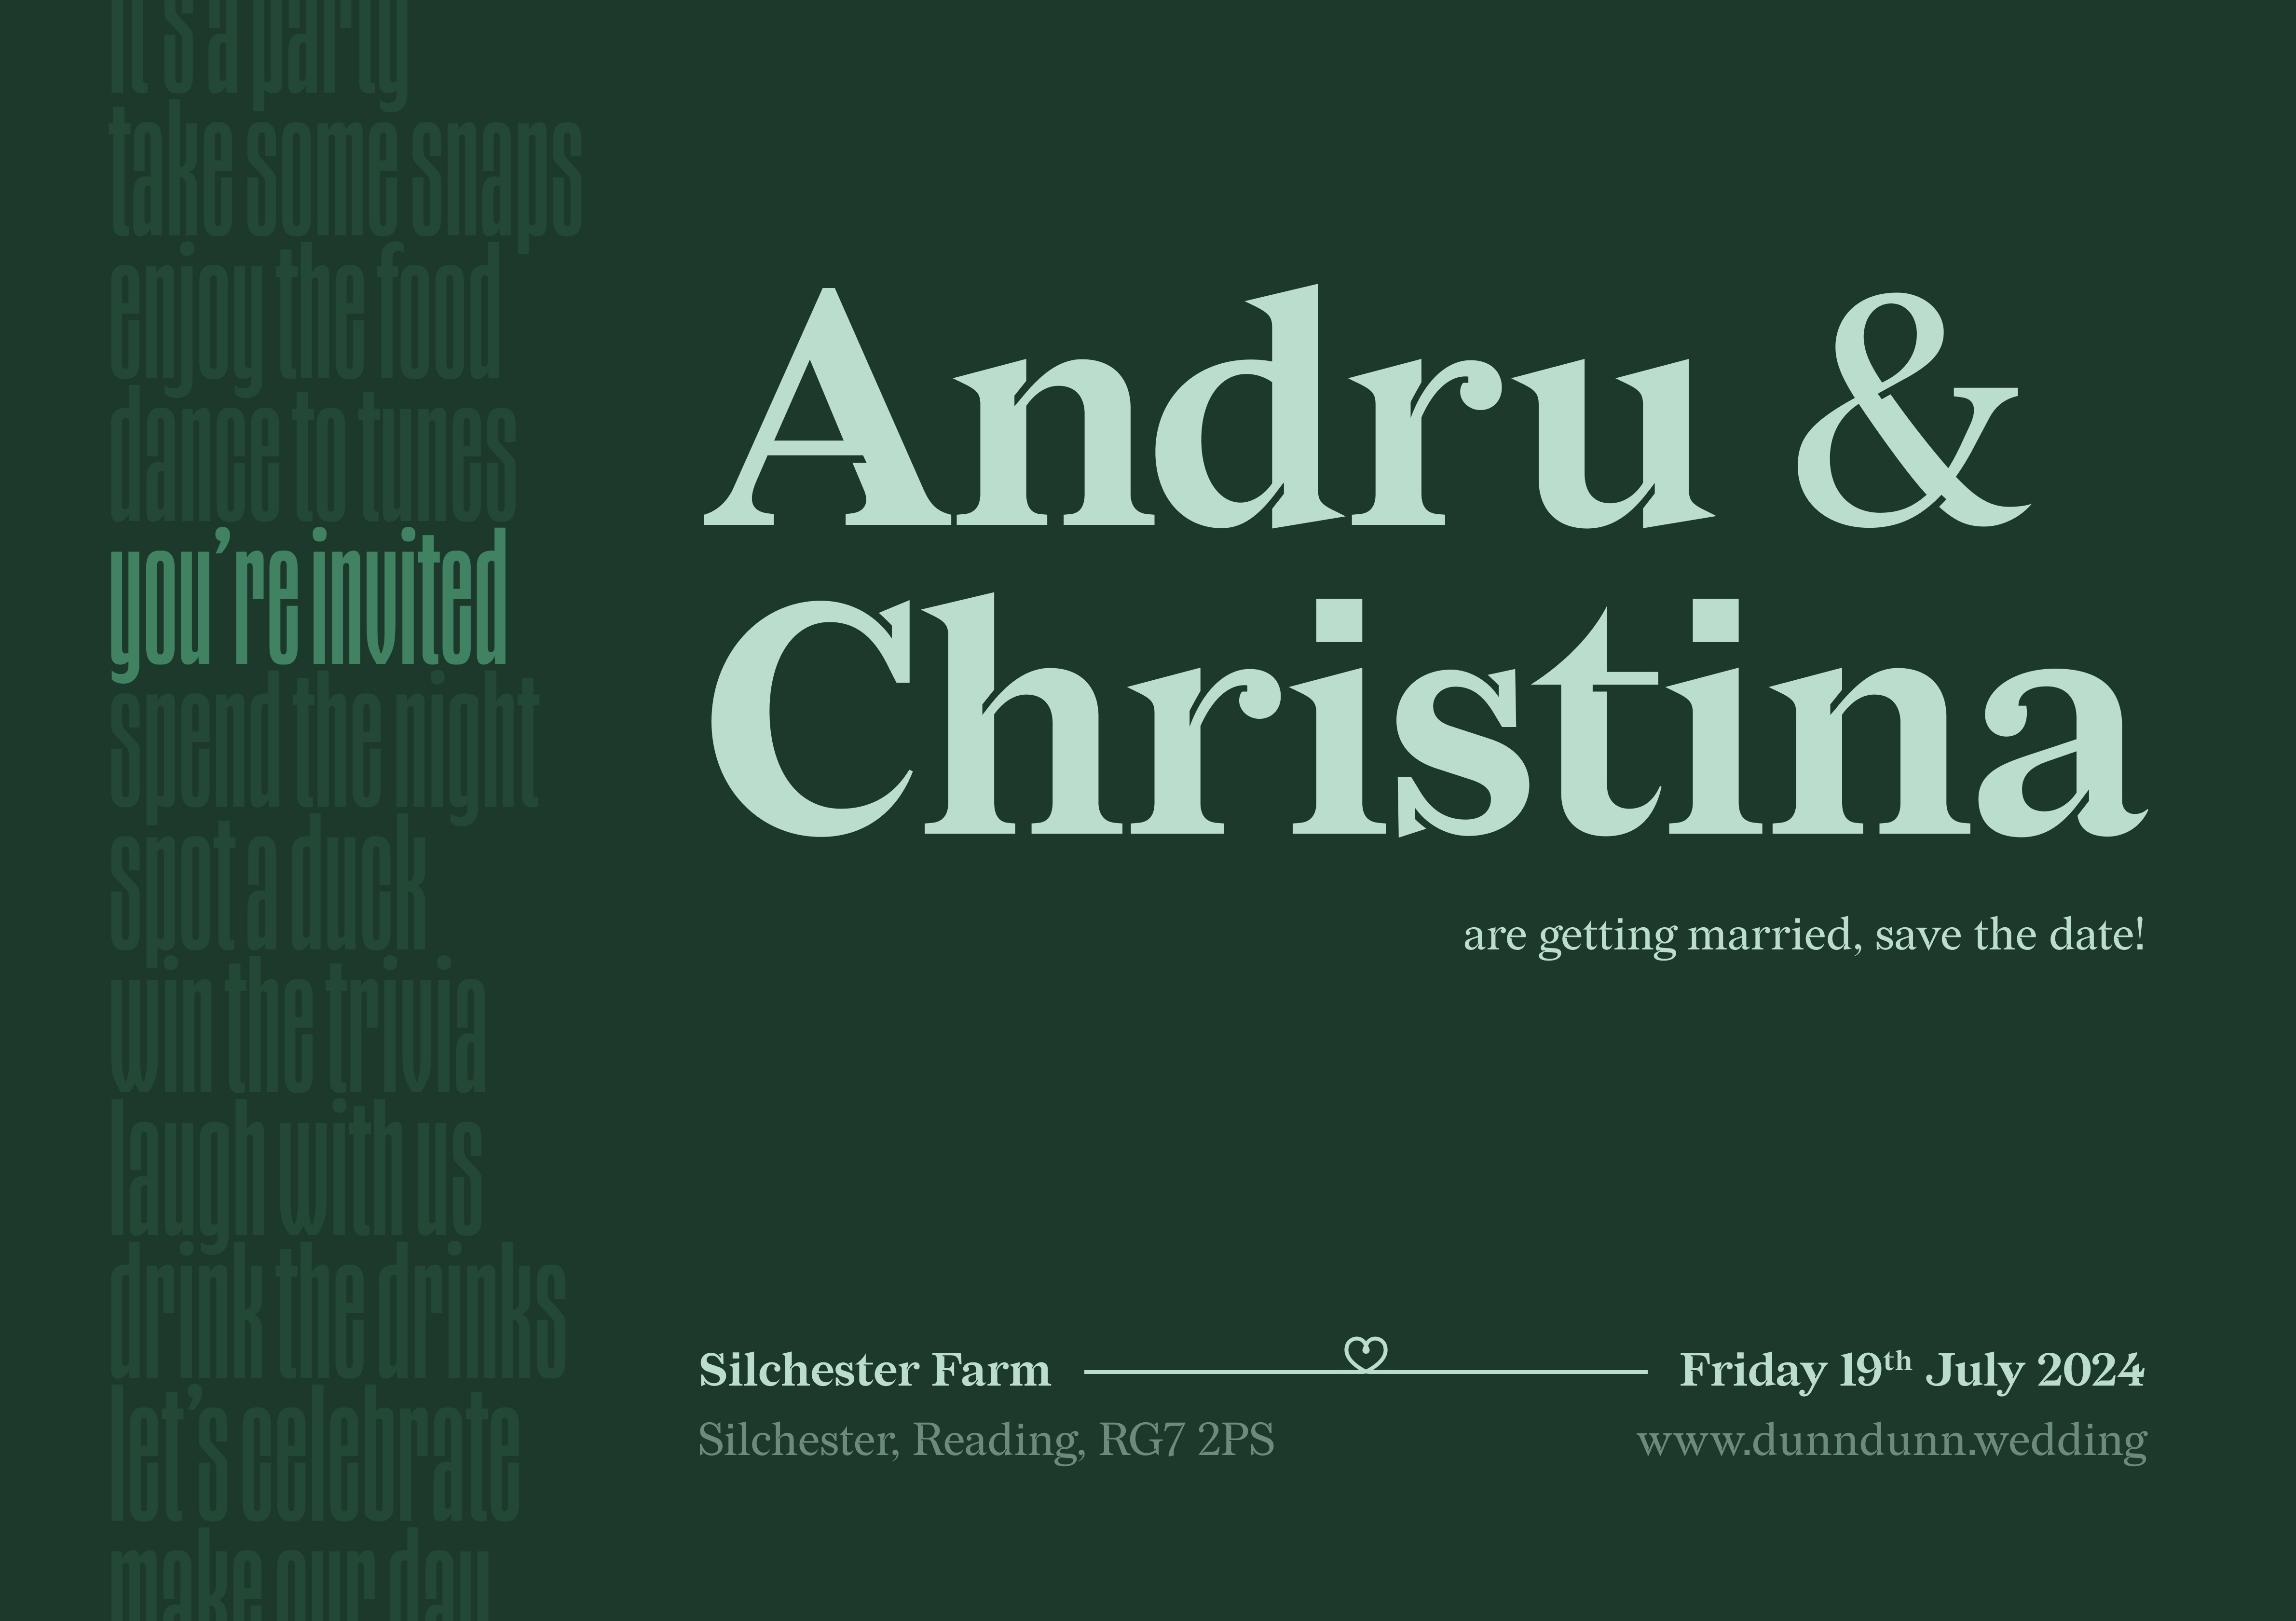 it's a party
take some snaps
enjoy the food
dance to tunes
you're invited
spend the night
spot a duck
win the trivia
laugh with us
drink the drinks
let's celebrate
make our day
Andru &
Christina
are getting married, save the date!
Silchester Farm
Friday 19th July 2024
Silchester, Reading, RG7 2PS
www.dunndunn.wedding